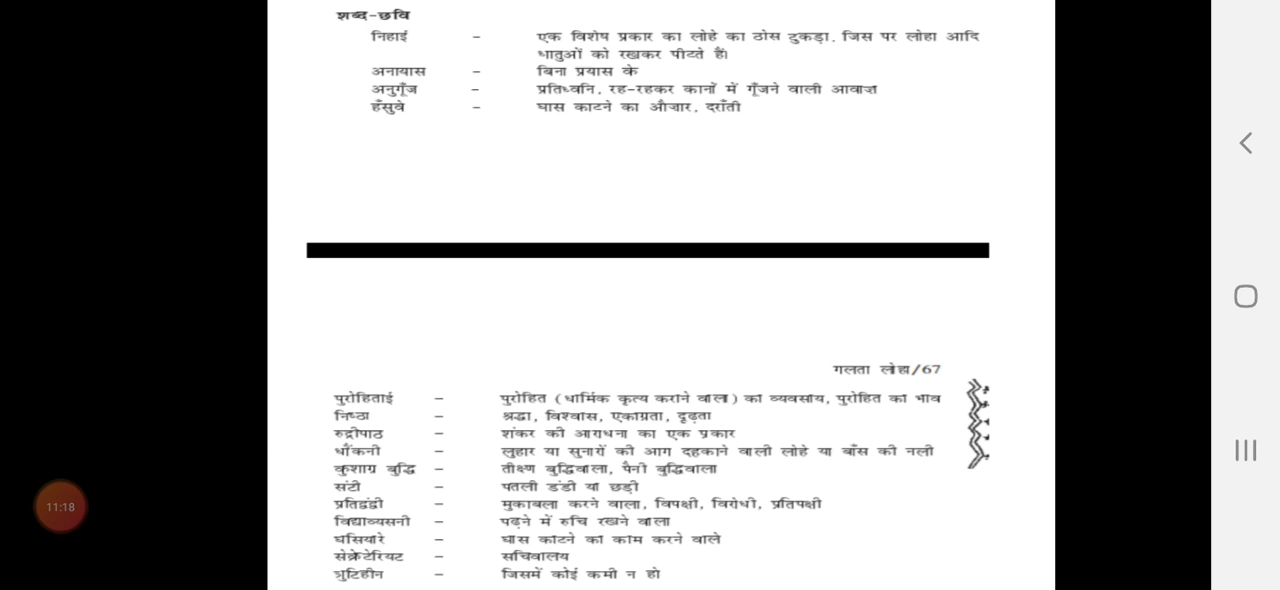 शब्द-छवि
निहाई – एक विशेष प्रकार का लोहे का ठोस टुकड़ा, जिस पर लोहा आदि
धातुओं को रखकर पीटते हैं।
अनायास – बिना प्रयास के
अनुगूँज – प्रतिध्वनि, रह-रहकर कानों में गूँजने वाली आवाज़
हँसुवे – घास काटने का औज़ार, दराँती
गलता लोहा/67
पुरोहिताई – पुरोहित (धार्मिक कृत्य कराने वाला) का व्यवसाय, पुरोहित का भाव
निष्ठा – श्रद्धा, विश्वास, एकाग्रता, दृढ़ता
रुद्रीपाठ – शंकर की आराधना का एक प्रकार
धौंकनी – लुहार या सुनारों की आग दहकाने वाली लोहे या बाँस की नली
कुशाग्र बुद्धि – तीक्ष्ण बुद्धिवाला, पैनी बुद्धिवाला
संटी – पतली डंडी या छड़ी
प्रतिद्वंद्वी – मुकाबला करने वाला, विपक्षी, विरोधी, प्रतिपक्षी
विद्याव्यसनी – पढ़ने में रुचि रखने वाला
घसियारे – घास काटने का काम करने वाले
सेक्रेटेरियट – सचिवालय
त्रुटिहीन – जिसमें कोई कमी न हो
11:18